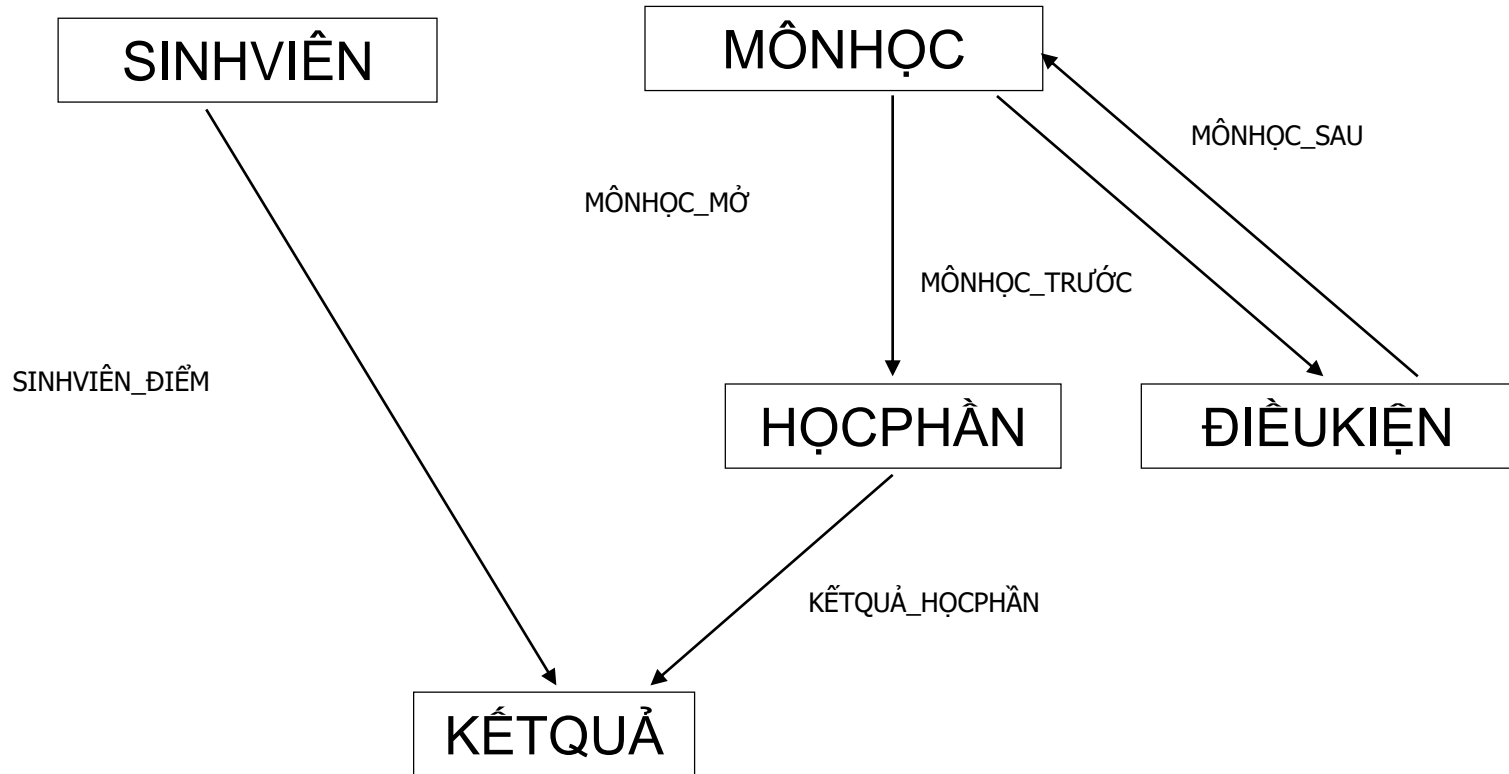 SINHVIÊN
MÔNHỌC
MÔNHỌC_SAU
MÔNHỌC_MỞ
MÔNHỌC_TRƯỚC
SINHVIÊN_ĐIỂM
HỌCPHẦN
ĐIỀUKIỆN
KẾTQUẢ_HỌCPHẦN
KẾTQUẢ